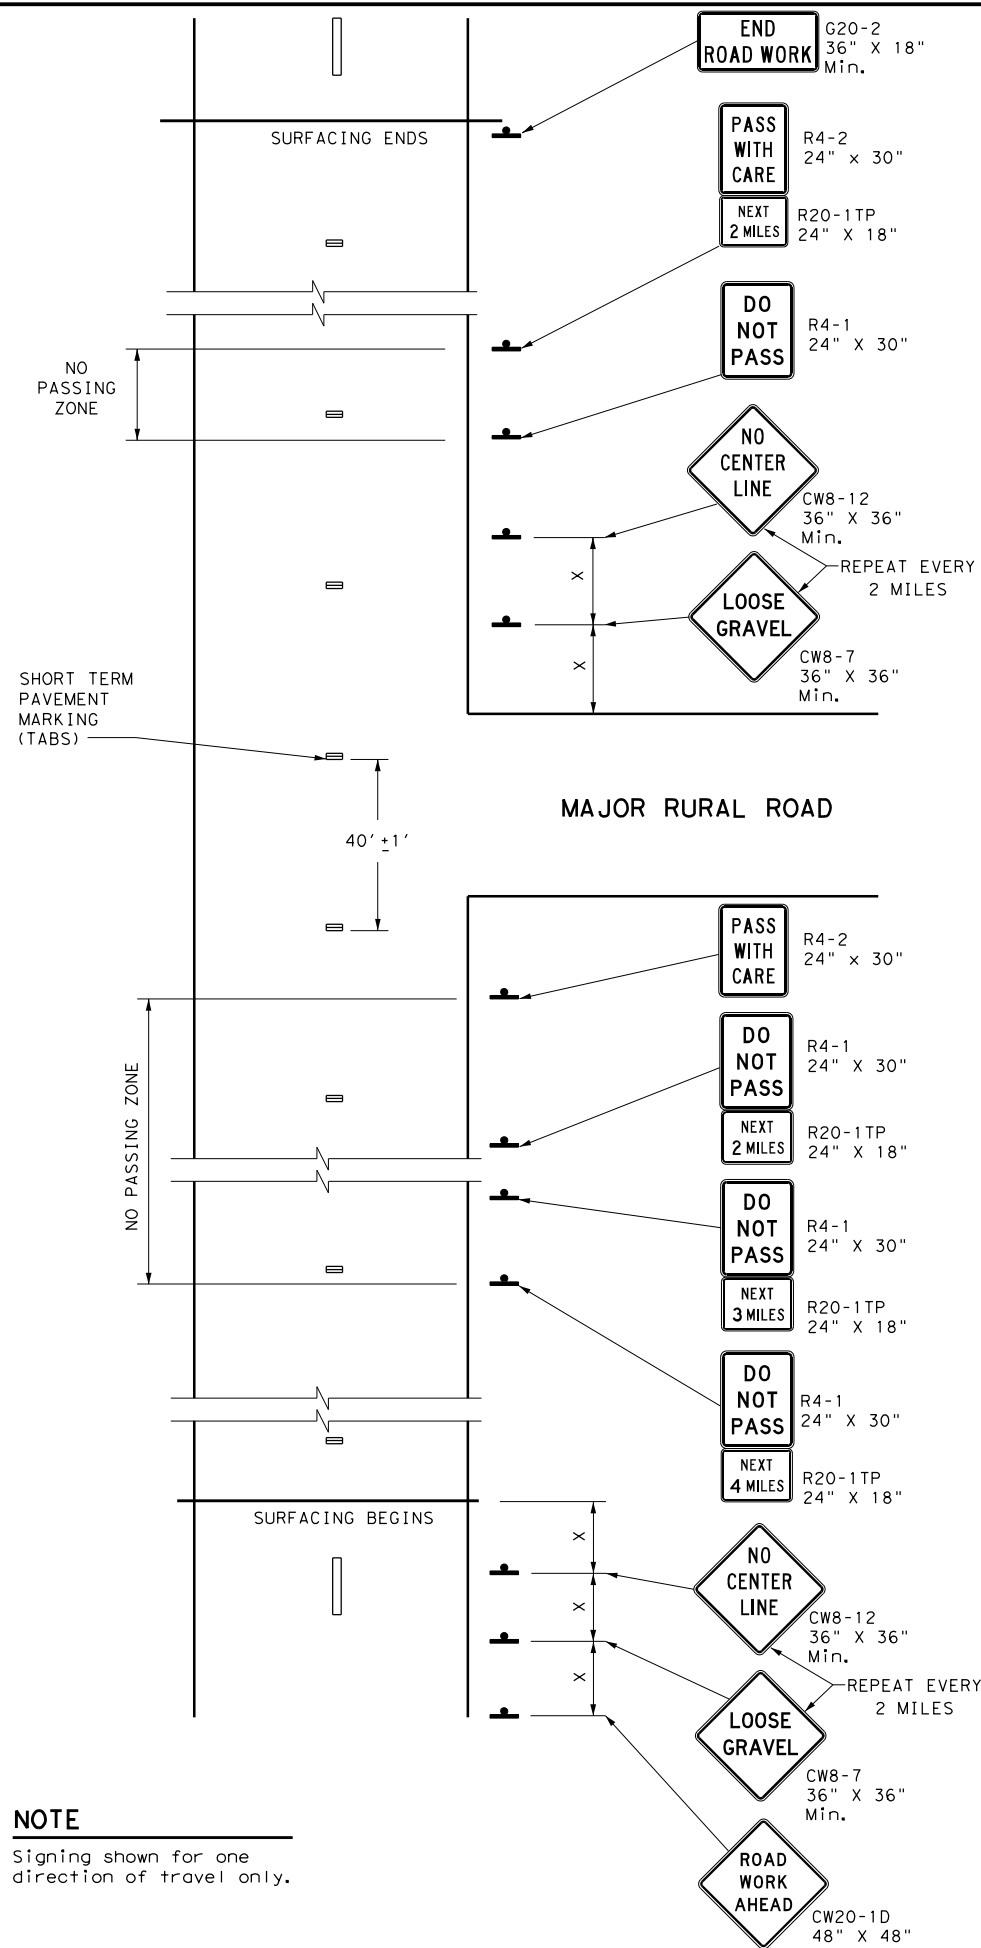 END
ROAD WORK
G20-2
36" X 18"
Min.
SURFACING ENDS
PASS
WITH
CARE
R4-2
24" x 30"
NEXT
2 MILES
R20-1TP
24" X 18"
DO
NOT
PASS
R4-1
24" X 30"
NO
PASSING
ZONE
NO
CENTER
LINE
CW8-12
36" X 36"
Min.
REPEAT EVERY
2 MILES
X
LOOSE
GRAVEL
CW8-7
36" X 36"
Min.
X
SHORT TERM
PAVEMENT
MARKING
(TABS)
40' ±1'
MAJOR RURAL ROAD
PASS
WITH
CARE
R4-2
24" x 30"
DO
NOT
PASS
R4-1
24" X 30"
NEXT
2 MILES
R20-1TP
24" X 18"
NO PASSING ZONE
DO
NOT
PASS
R4-1
24" X 30"
NEXT
3 MILES
R20-1TP
24" X 18"
DO
NOT
PASS
R4-1
24" X 30"
NEXT
4 MILES
R20-1TP
24" X 18"
SURFACING BEGINS
X
NO
CENTER
LINE
CW8-12
36" X 36"
Min.
X
REPEAT EVERY
2 MILES
X
LOOSE
GRAVEL
CW8-7
36" X 36"
Min.
ROAD
WORK
AHEAD
CW20-1D
48" X 48"
NOTE
Signing shown for one
direction of travel only.